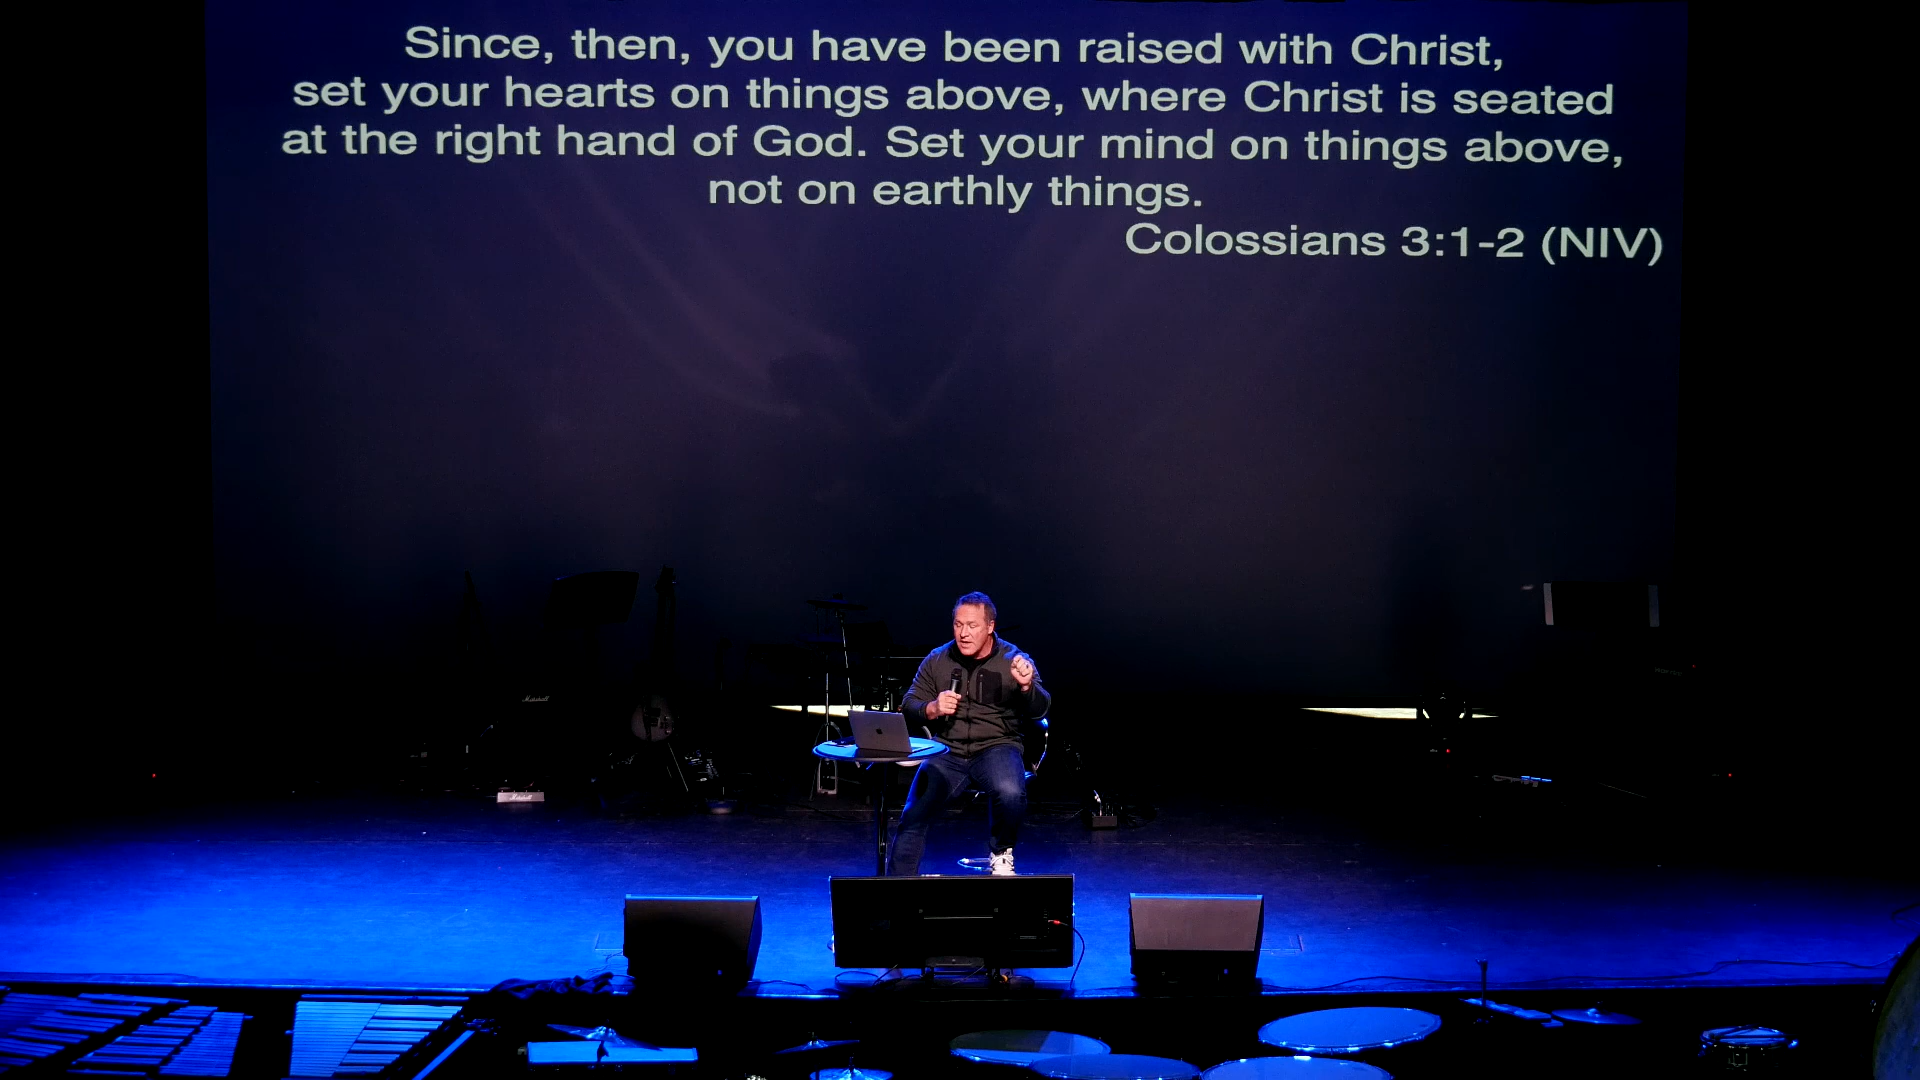 Since, then, you have been raised with Christ,
set your hearts on things above, where Christ is seated
at the right hand of God. Set your mind on things above,
not on earthly things.
Colossians 3:1-2 (NIV)
Marshall
Marshall